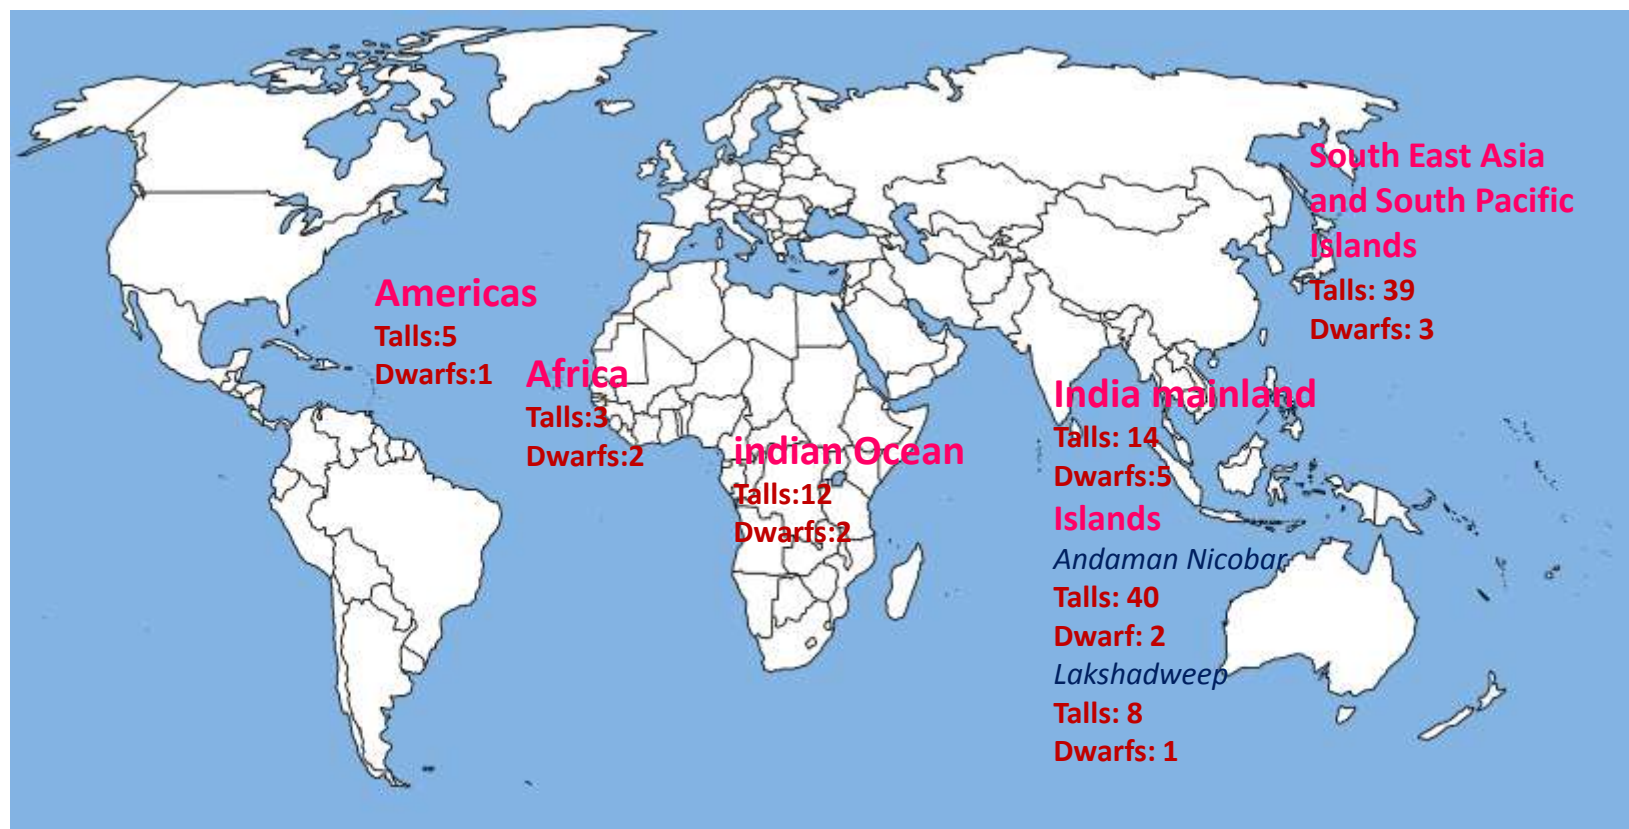 South East Asia
and South Pacific
Islands
Talls: 39
Dwarfs: 3
Americas
Talls:5
Dwarfs:1
Africa
Talls:3
Dwarfs:2
indian Ocean
Talls:12
Dwarfs:2
India mainland
Talls: 14
Dwarfs:5
Islands
Andaman Nicobar
Talls: 40
Dwarf: 2
Lakshadweep
Talls: 8
Dwarfs: 1